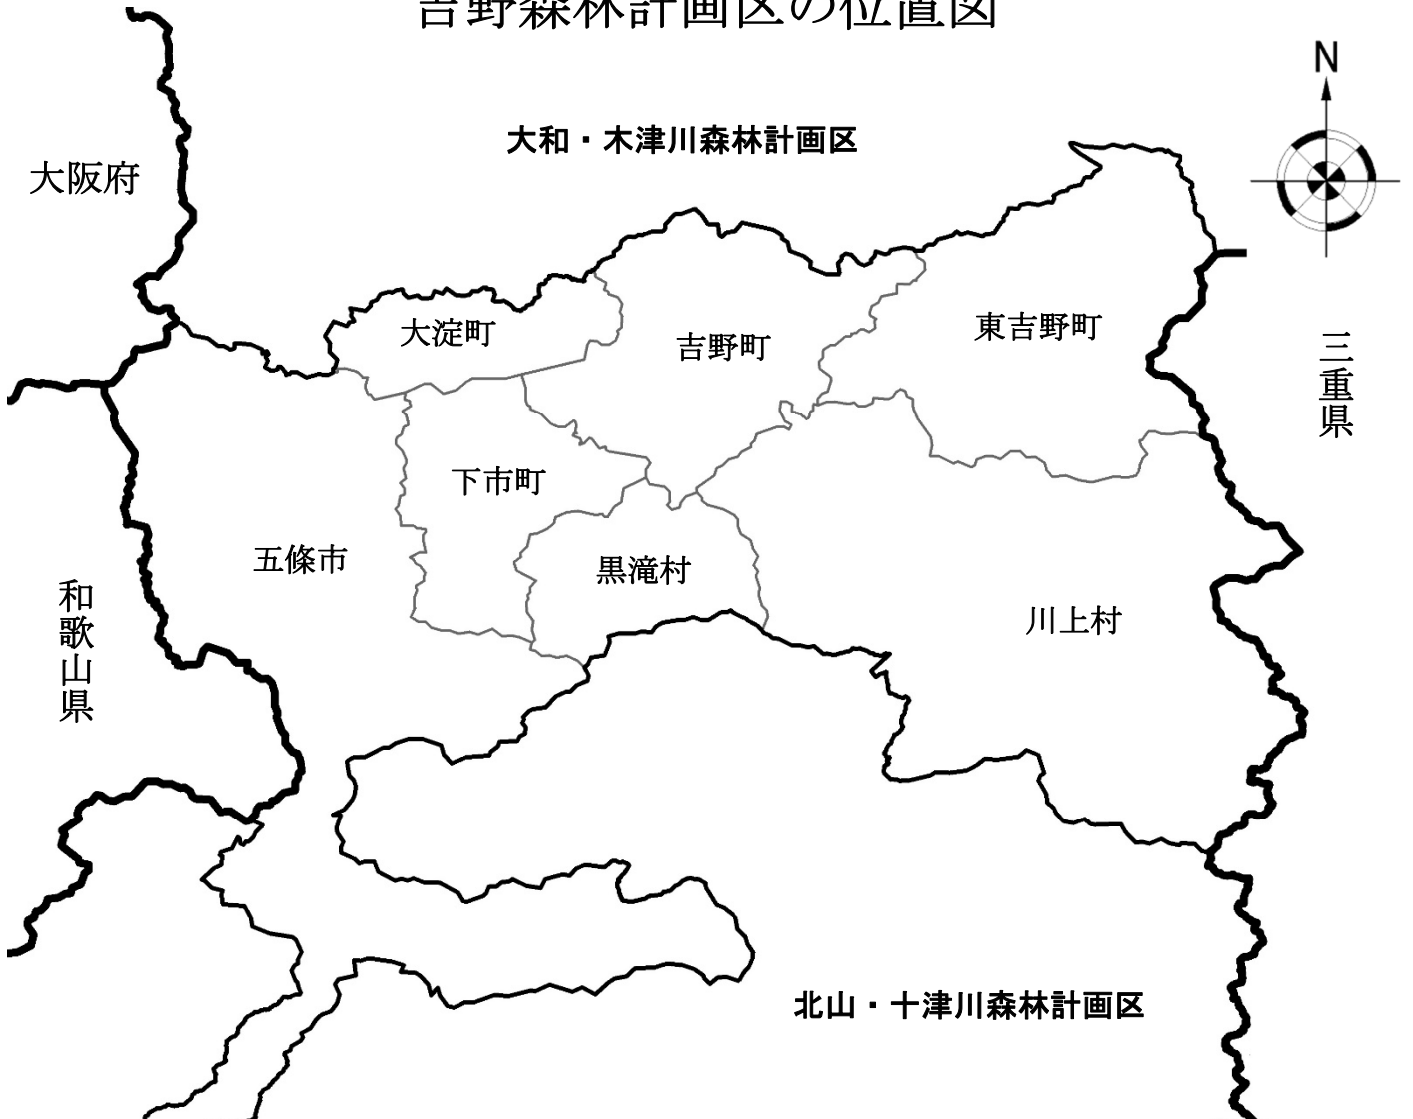 吉野森林計画区の位置図
N
大和・木津川森林計画区
大阪府
大淀町
吉野町
東吉野町
三重県
下市町
五條市
黒滝村
川上村
和歌山県
北山・十津川森林計画区